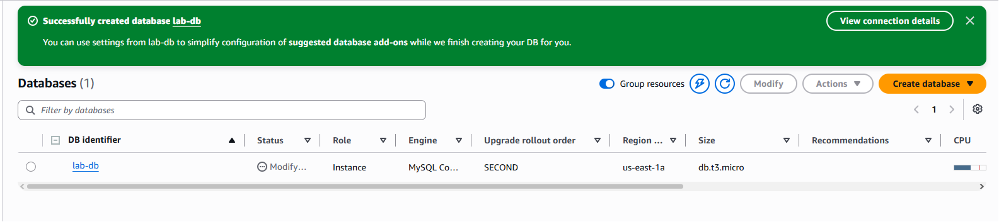 Successfully created database lab-db
View connection details
You can use settings from lab-db to simplify configuration of suggested database add-ons while we finish creating your DB for you.
Databases (1)
Group resources
Modify
Actions
Create database
Filter by databases
1
DB identifier Status Role Engine Upgrade rollout order Region ... Size Recommendations CPU
lab-db Modify... Instance MySQL Co... SECOND us-east-1a db.t3.micro